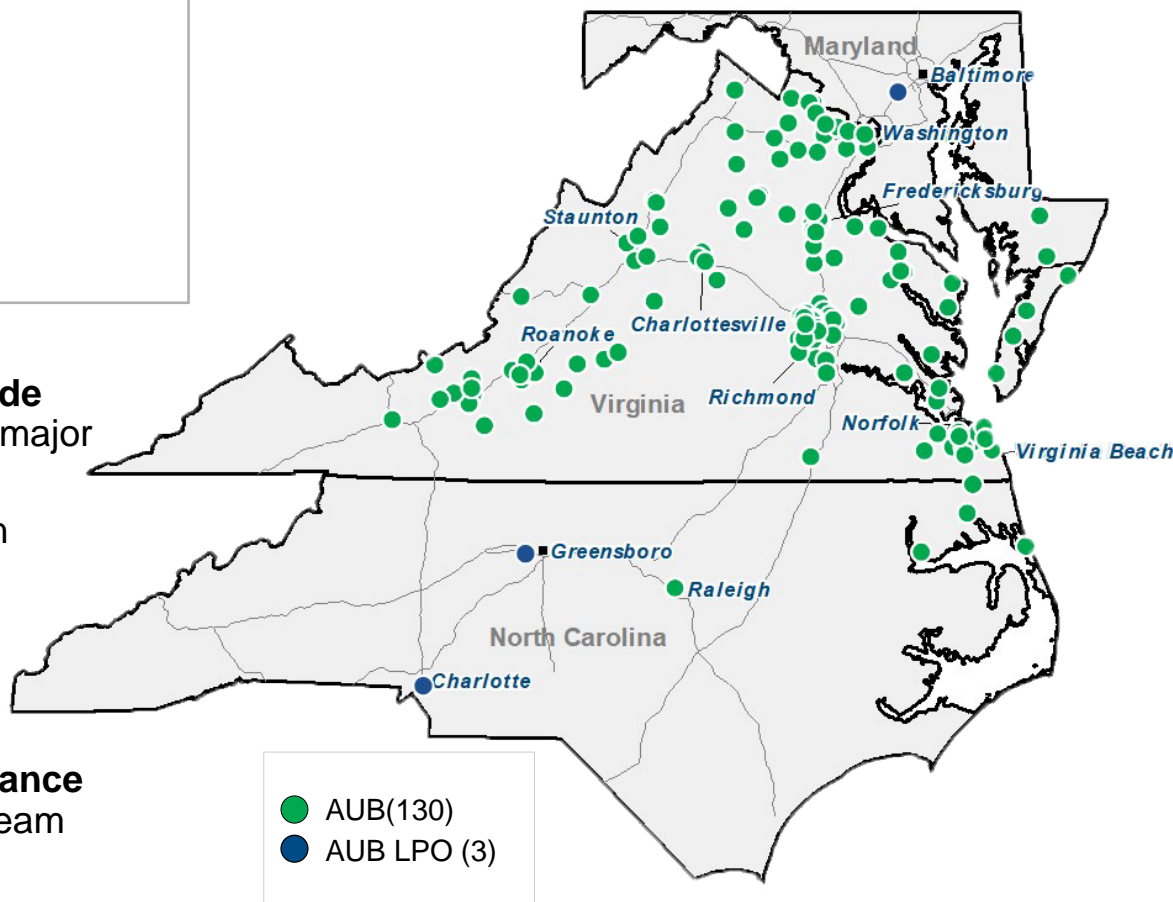 Maryland
Baltimore
Washington
Fredericksburg
Staunton
Charlottesville
Roanoke
de
major
Virginia
Richmond
Norfolk
Virginia Beach
n
Greensboro
Raleigh
North Carolina
Charlotte
ance
eam
AUB(130)
AUB LPO (3)